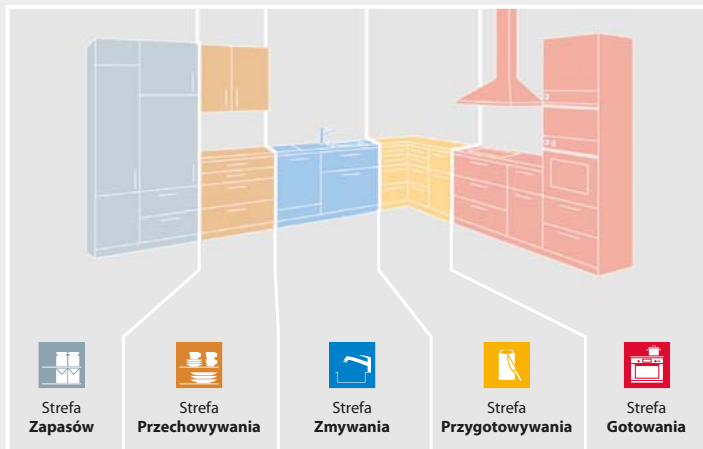 Strefa
Zapasów
Strefa
Przechowywania
Strefa
Zmywania
Strefa
Przygotowywania
Strefa
Gotowania